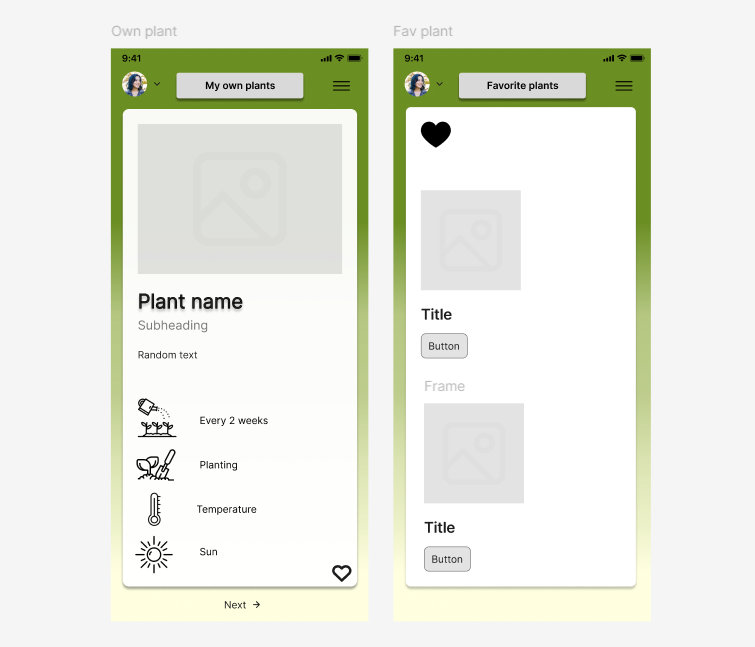 Own plant
9:41
My own plants
Plant name
Subheading
Random text
Every 2 weeks
Planting
Temperature
Sun
Next →
Fav plant
9:41
Favorite plants
Title
Button
Frame
Title
Button